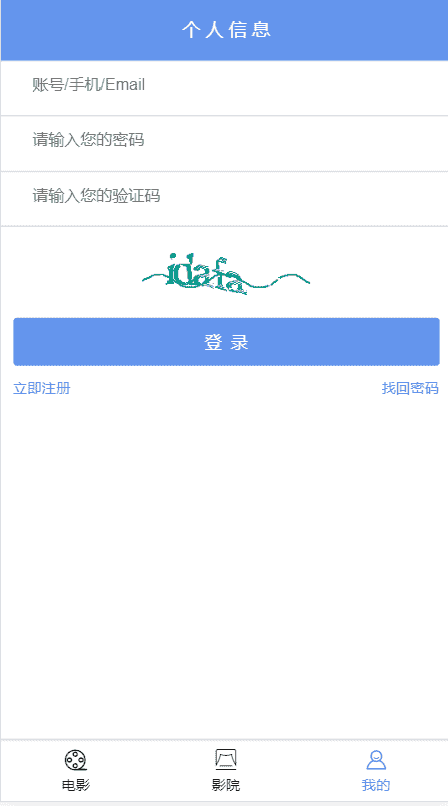 个人信息
账号/手机/Email
请输入您的密码
请输入您的验证码
idafa
登 录
立即注册 找回密码
电影 影院 我的